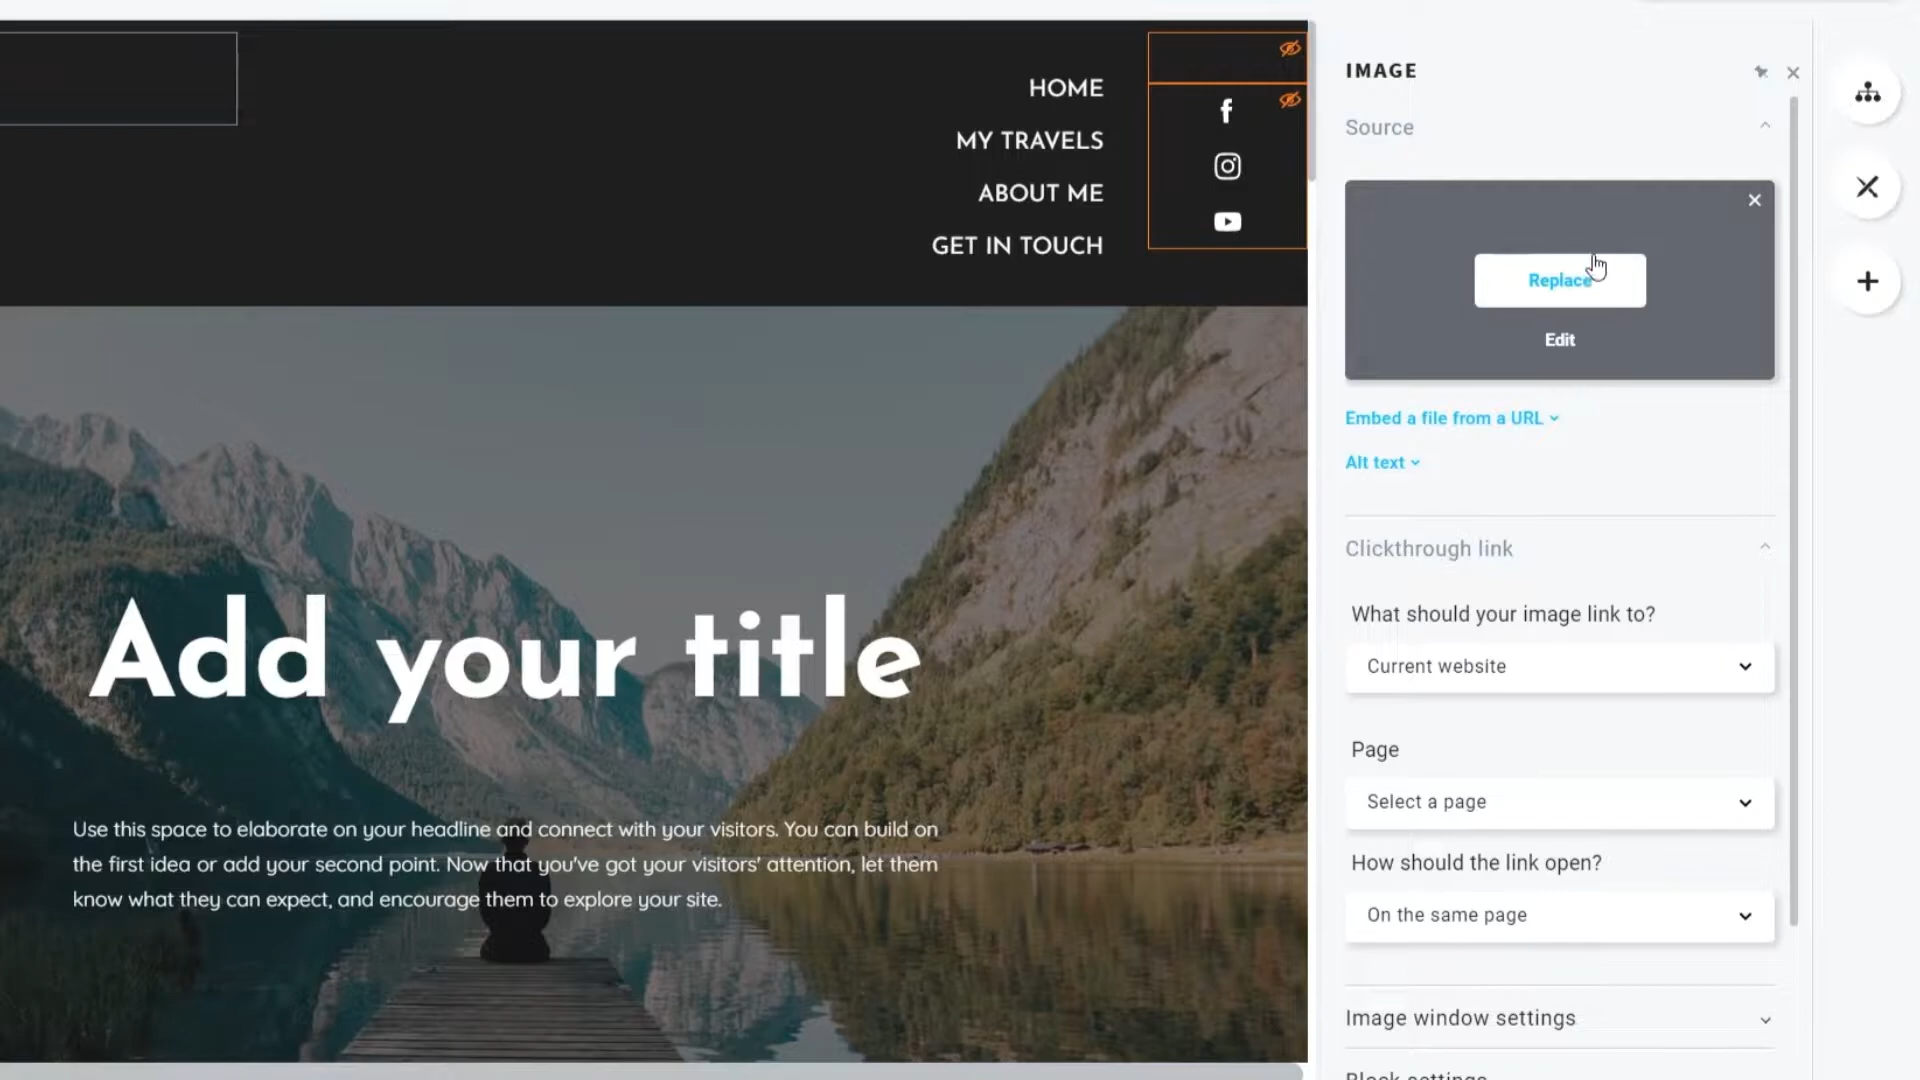 HOME
MY TRAVELS
ABOUT ME
GET IN TOUCH
Add your title
Use this space to elaborate on your headline and connect with your visitors. You can build on
the first idea or add your second point. Now that you've got your visitors' attention, let them
know what they can expect, and encourage them to explore your site.
IMAGE
Source
Replace
Edit
Embed a file from a URL
Alt text
Clickthrough link
What should your image link to?
Current website
Page
Select a page
How should the link open?
On the same page
Image window settings
Block settings